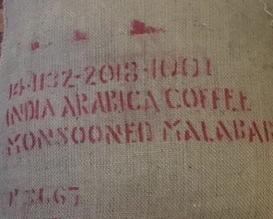 14-1132-2018-1001
INDIA ARABICA COFFEE
MONSOONED MALABAR